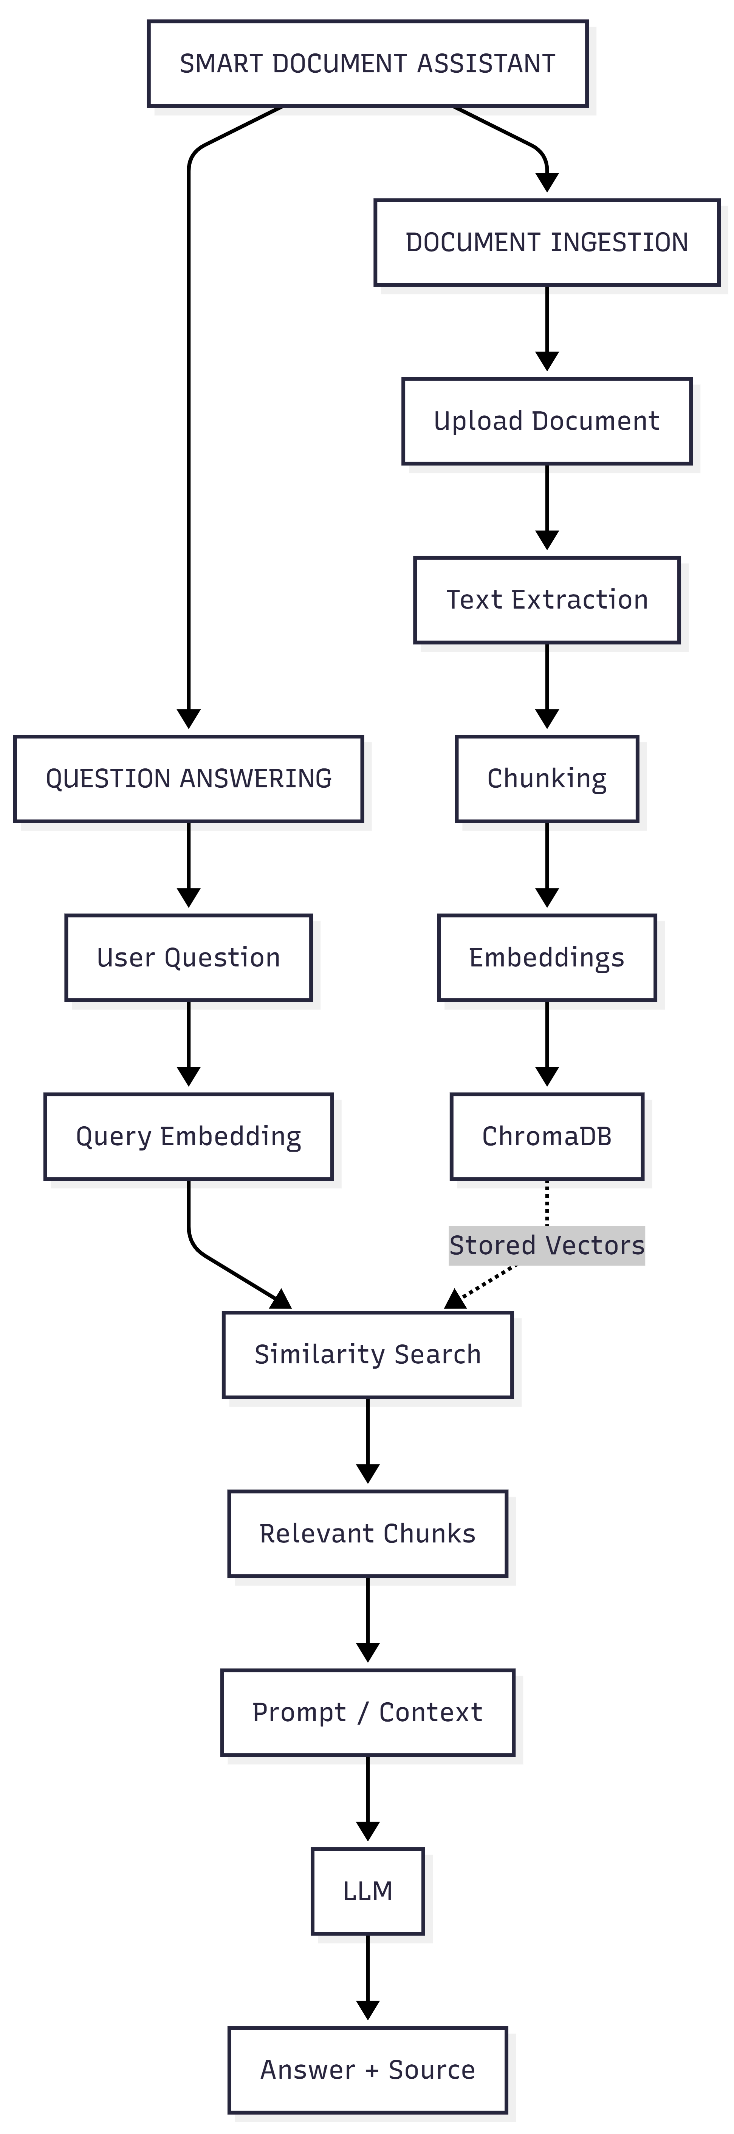 SMART DOCUMENT ASSISTANT
DOCUMENT INGESTION
Upload Document
Text Extraction
QUESTION ANSWERING
Chunking
User Question
Embeddings
Query Embedding
ChromaDB
Stored Vectors
Similarity Search
Relevant Chunks
Prompt / Context
LLM
Answer + Source